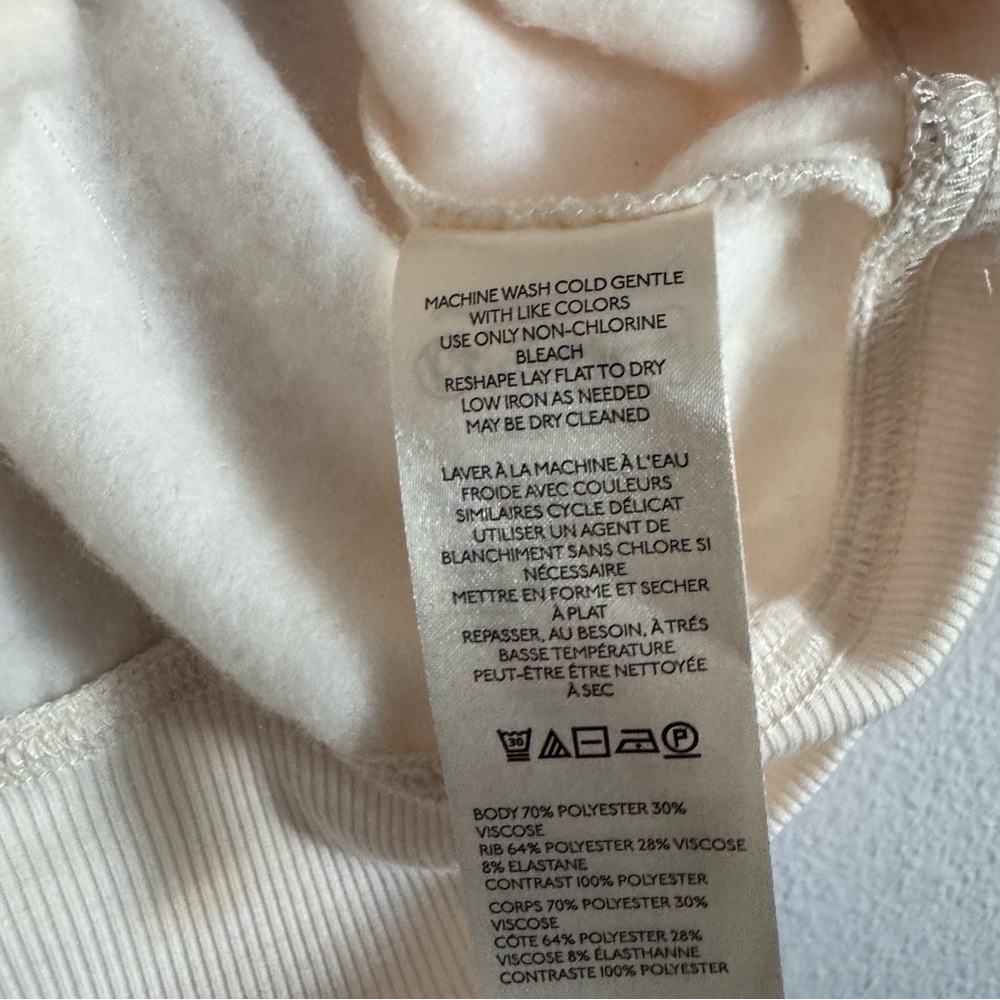 MACHINE WASH COLD GENTLE
WITH LIKE COLORS
USE ONLY NON-CHLORINE
BLEACH
RESHAPE LAY FLAT TO DRY
LOW IRON AS NEEDED
MAY BE DRY CLEANED
LAVER À LA MACHINE À L'EAU
FROIDE AVEC COULEURS
SIMILAIRES CYCLE DÉLICAT
UTILISER UN AGENT DE
BLANCHIMENT SANS CHLORE SI
NÉCESSAIRE
METTRE EN FORME ET SECHER
À PLAT
REPASSER, AU BESOIN, À TRÉS
BASSE TEMPÉRATURE
PEUT-ÊTRE ÊTRE NETTOYÉE
À SEC
30 P
BODY 70% POLYESTER 30%
VISCOSE
RIB 64% POLYESTER 28% VISCOSE
8% ELASTANE
CONTRAST 100% POLYESTER
CORPS 70% POLYESTER 30%
VISCOSE
CÔTE 64% POLYESTER 28%
VISCOSE 8% ÉLASTHANNE
CONTRASTE 100% POLYESTER